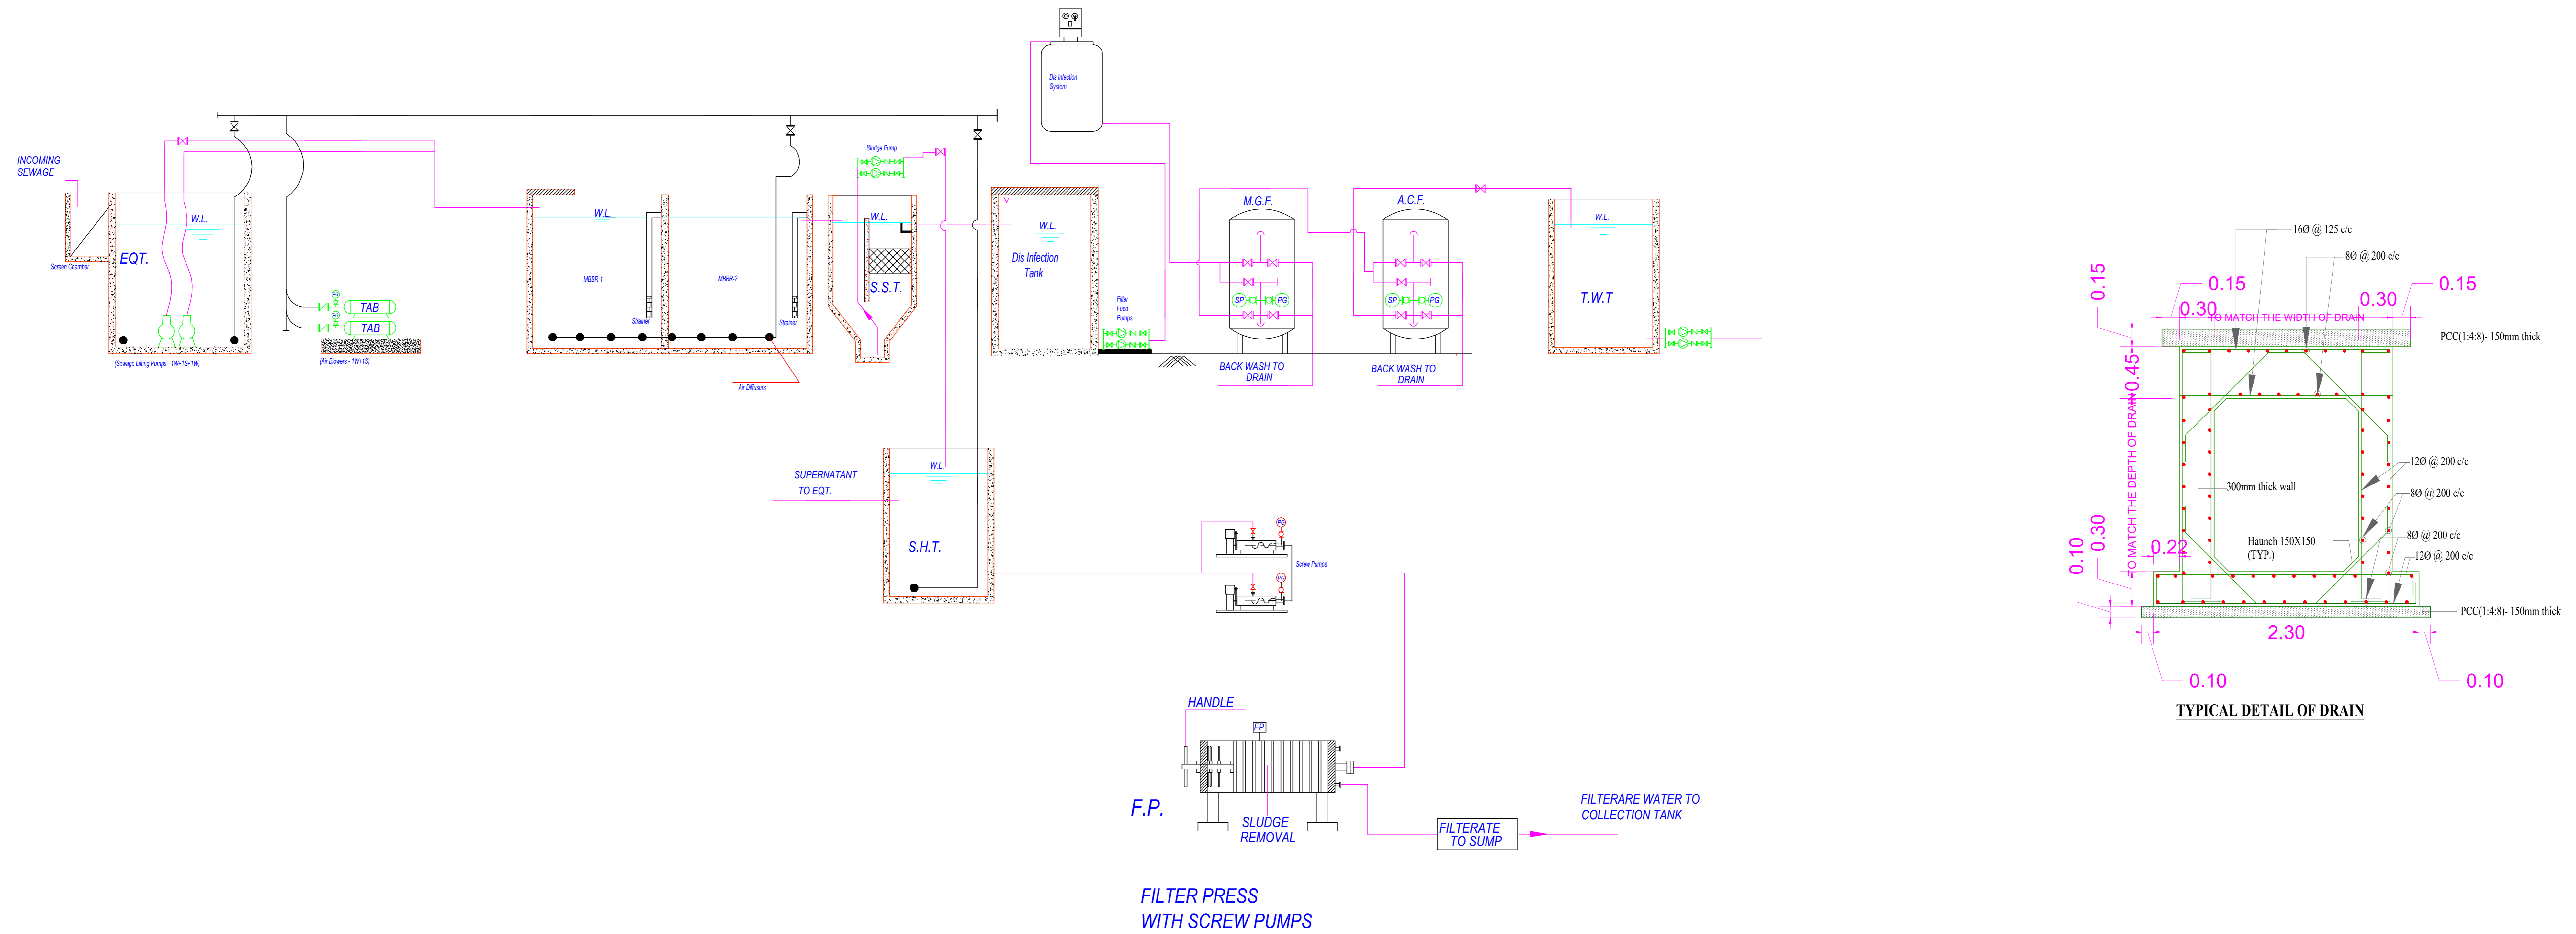 Dis Infection
System
INCOMING
SEWAGE
Screen Chamber
W.L.
EQT.
(Sewage Lifting Pumps - 1W+1S+1W)
TAB
TAB
(Air Blowers - 1W+1S)
W.L.
MBBR-1
MBBR-2
Strainer
Strainer
Air Diffusers
Sludge Pump
W.L.
S.S.T.
W.L.
Dis Infection
Tank
Filter
Feed
Pumps
M.G.F.
SP
PG
BACK WASH TO
DRAIN
A.C.F.
SP
PG
BACK WASH TO
DRAIN
W.L.
T.W.T
SUPERNATANT
TO EQT.
W.L.
S.H.T.
PG
PG
Screw Pumps
HANDLE
FP
F.P.
SLUDGE
REMOVAL
FILTERATE
TO SUMP
FILTERARE WATER TO
COLLECTION TANK
FILTER PRESS
WITH SCREW PUMPS
16Ø @ 125 c/c
8Ø @ 200 c/c
0.15
0.15
0.30
TO MATCH THE WIDTH OF DRAIN
0.30
0.15
PCC(1:4:8)- 150mm thick
0.45
TO MATCH THE DEPTH OF DRAIN
12Ø @ 200 c/c
300mm thick wall
8Ø @ 200 c/c
Haunch 150X150
(TYP.)
8Ø @ 200 c/c
12Ø @ 200 c/c
0.22
0.30
0.10
PCC(1:4:8)- 150mm thick
2.30
0.10
0.10
TYPICAL DETAIL OF DRAIN